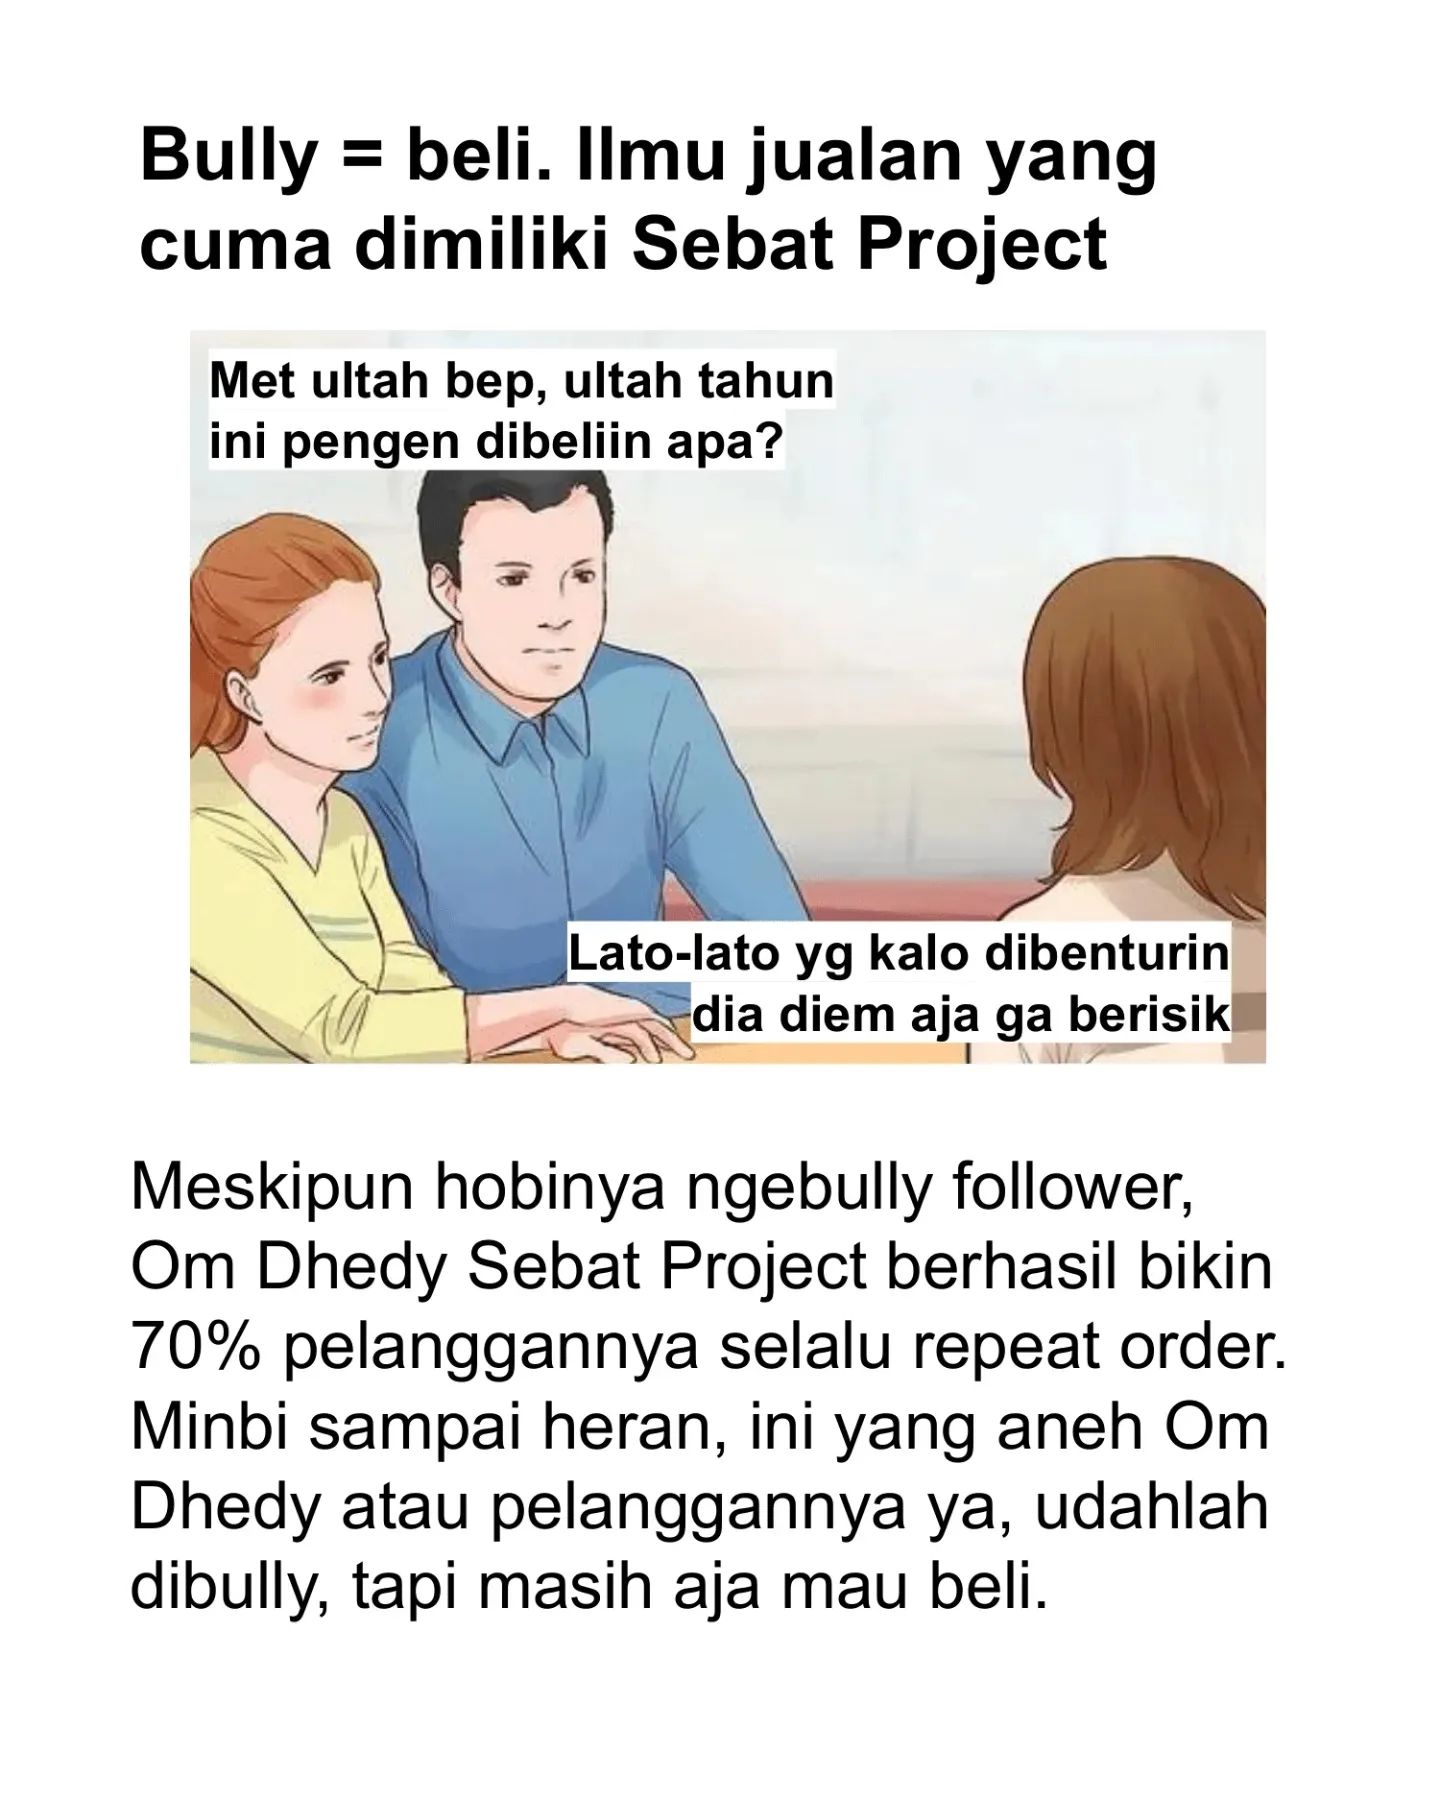 Bully = beli. Ilmu jualan yang
cuma dimiliki Sebat Project
Met ultah bep, ultah tahun
ini pengen dibeliin apa?
Lato-lato yg kalo dibenturin
dia diem aja ga berisik
Meskipun hobinya ngebully follower,
Om Dhedy Sebat Project berhasil bikin
70% pelanggannya selalu repeat order.
Minbi sampai heran, ini yang aneh Om
Dhedy atau pelanggannya ya, udahlah
dibully, tapi masih aja mau beli.